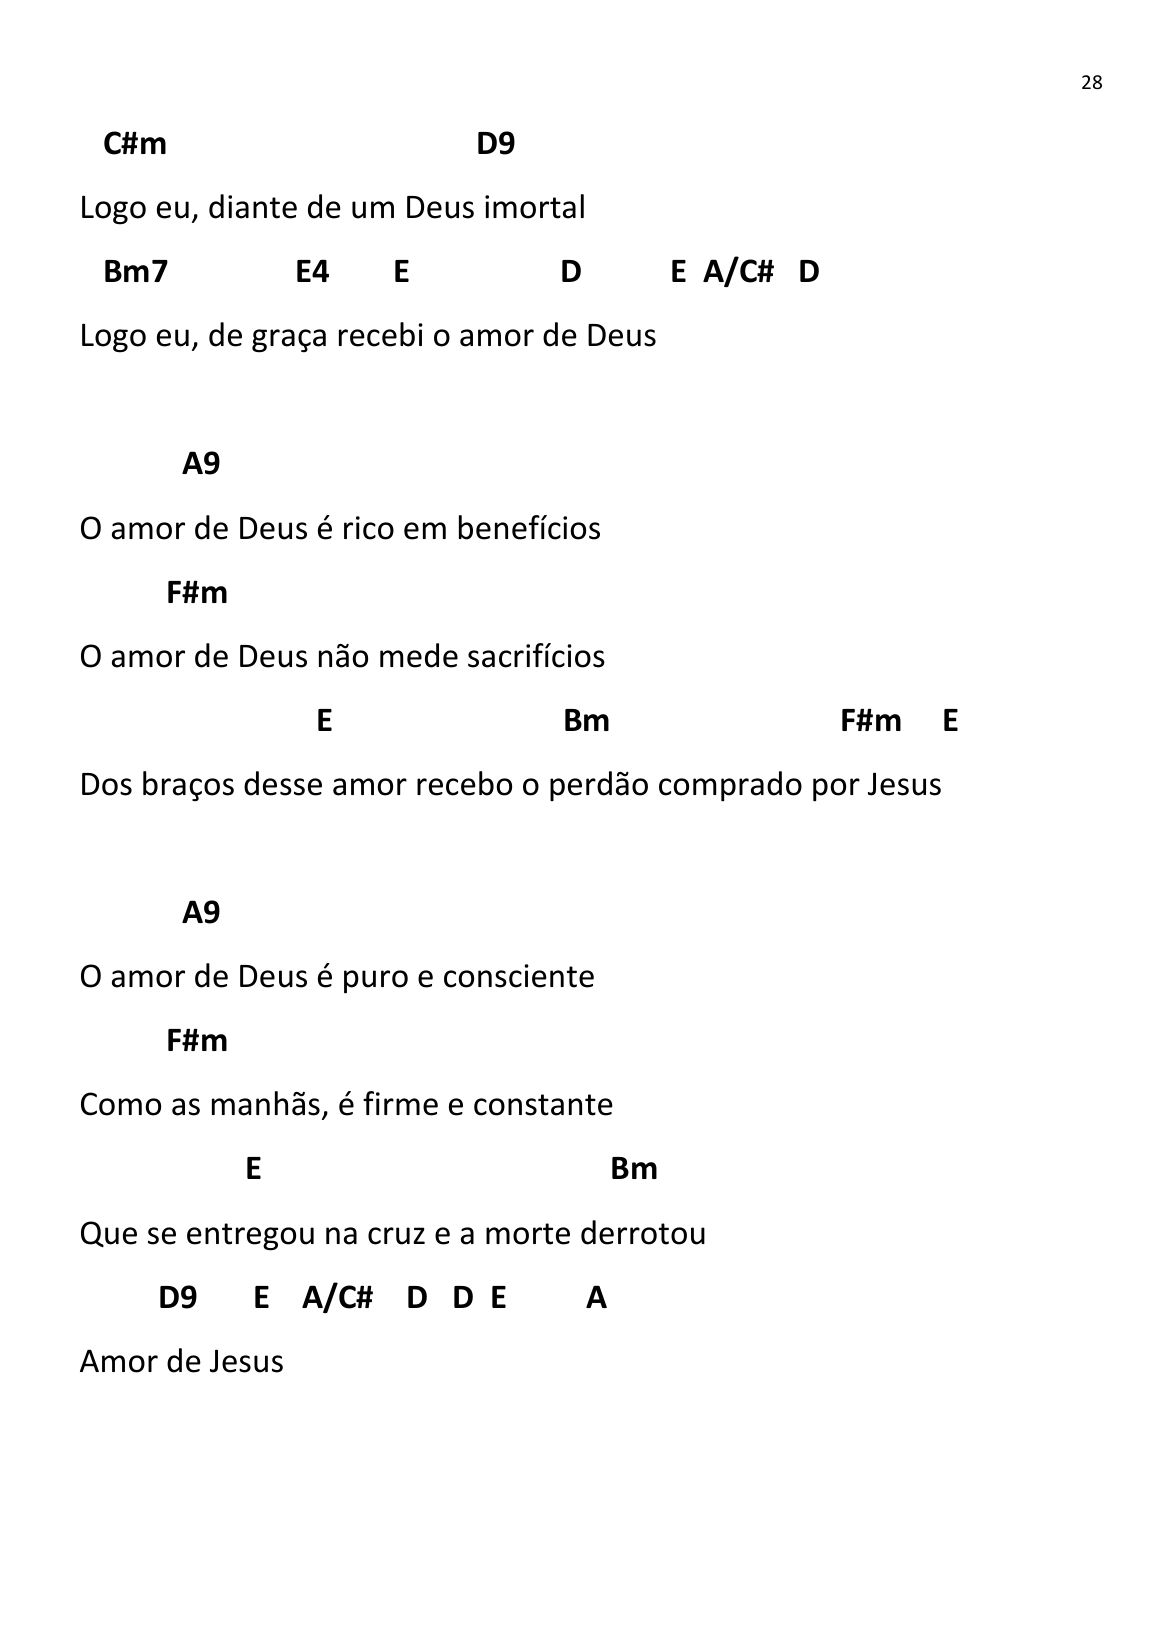 28
C#m D9
Logo eu, diante de um Deus imortal
Bm7 E4 E D E A/C# D
Logo eu, de graça recebi o amor de Deus
A9
O amor de Deus é rico em benefícios
F#m
O amor de Deus não mede sacrifícios
E Bm F#m E
Dos braços desse amor recebo o perdão comprado por Jesus
A9
O amor de Deus é puro e consciente
F#m
Como as manhãs, é firme e constante
E Bm
Que se entregou na cruz e a morte derrotou
D9 E A/C# D D E A
Amor de Jesus